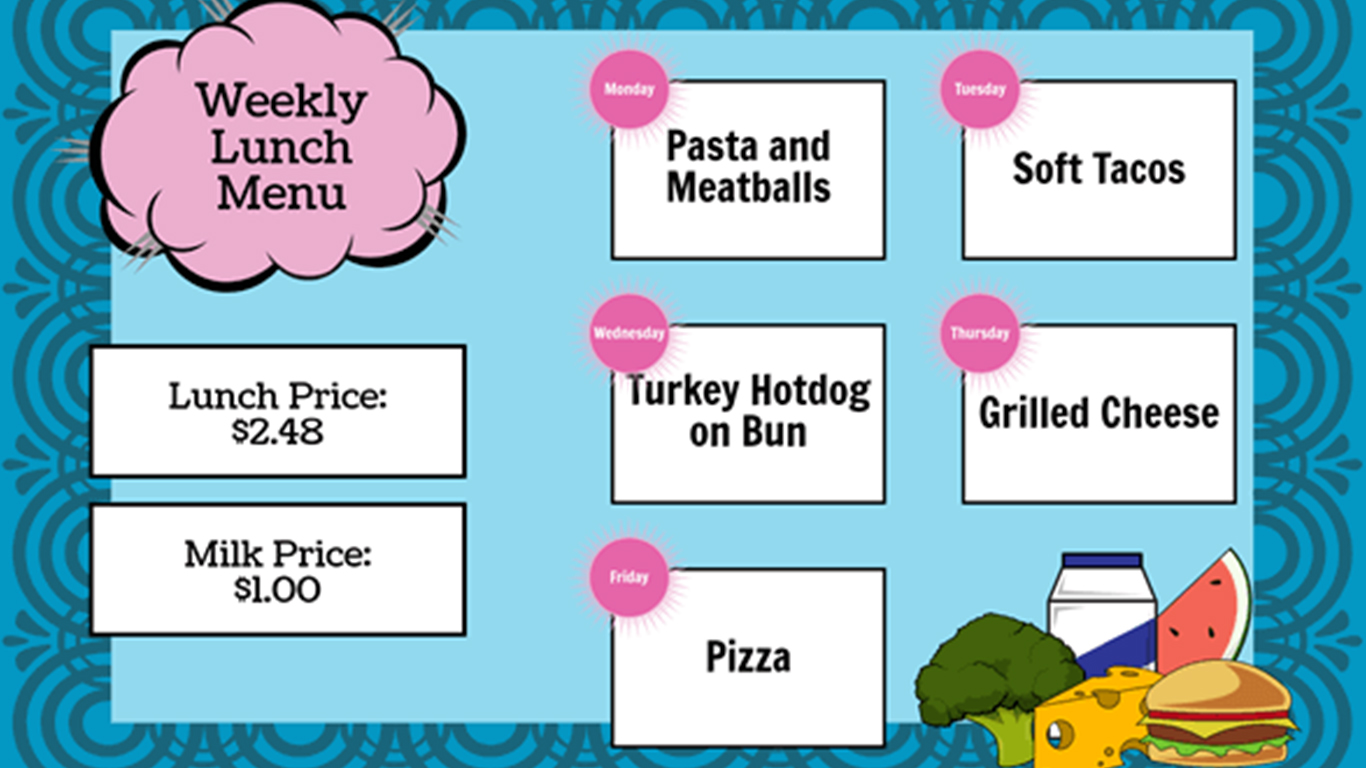 Weekly
Lunch
Menu
Lunch Price:
$2.48
Milk Price:
$1.00
Monday
Pasta and
Meatballs
Tuesday
Soft Tacos
Wednesday
Turkey Hotdog
on Bun
Thursday
Grilled Cheese
Friday
Pizza